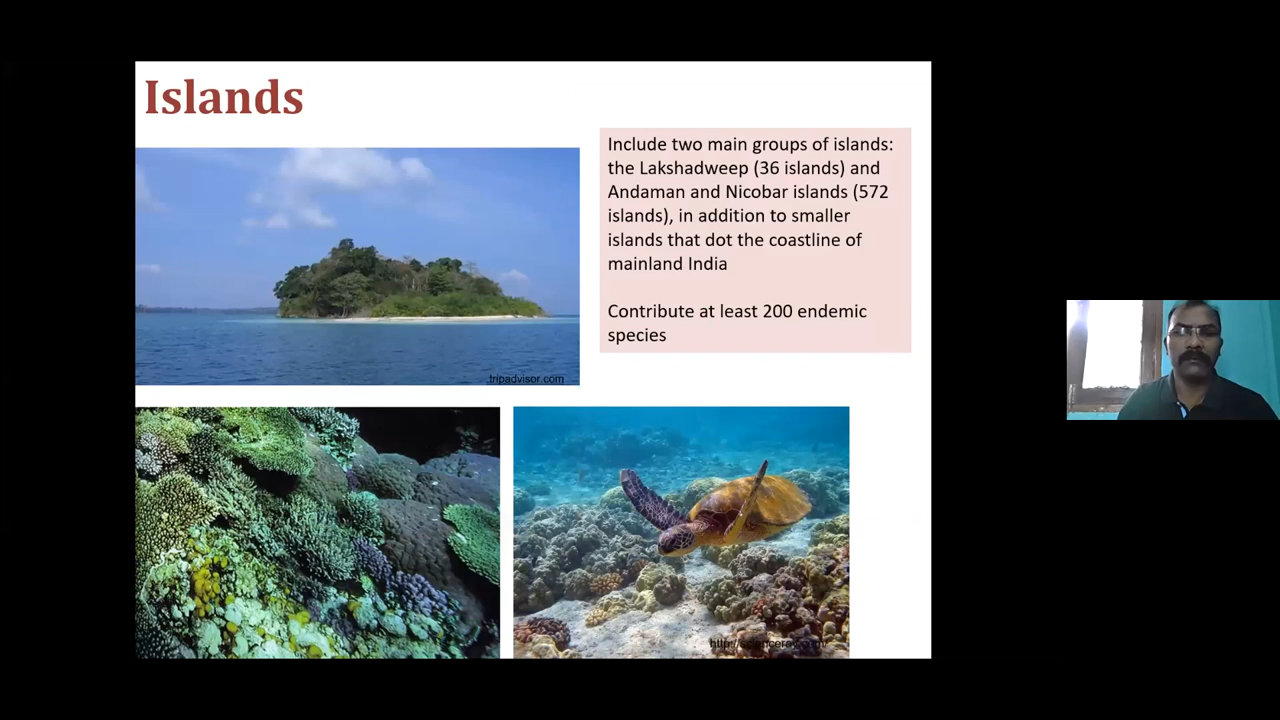 Islands
Include two main groups of islands:
the Lakshadweep (36 islands) and
Andaman and Nicobar islands (572
islands), in addition to smaller
islands that dot the coastline of
mainland India
Contribute at least 200 endemic
species
.tripadvisor.com